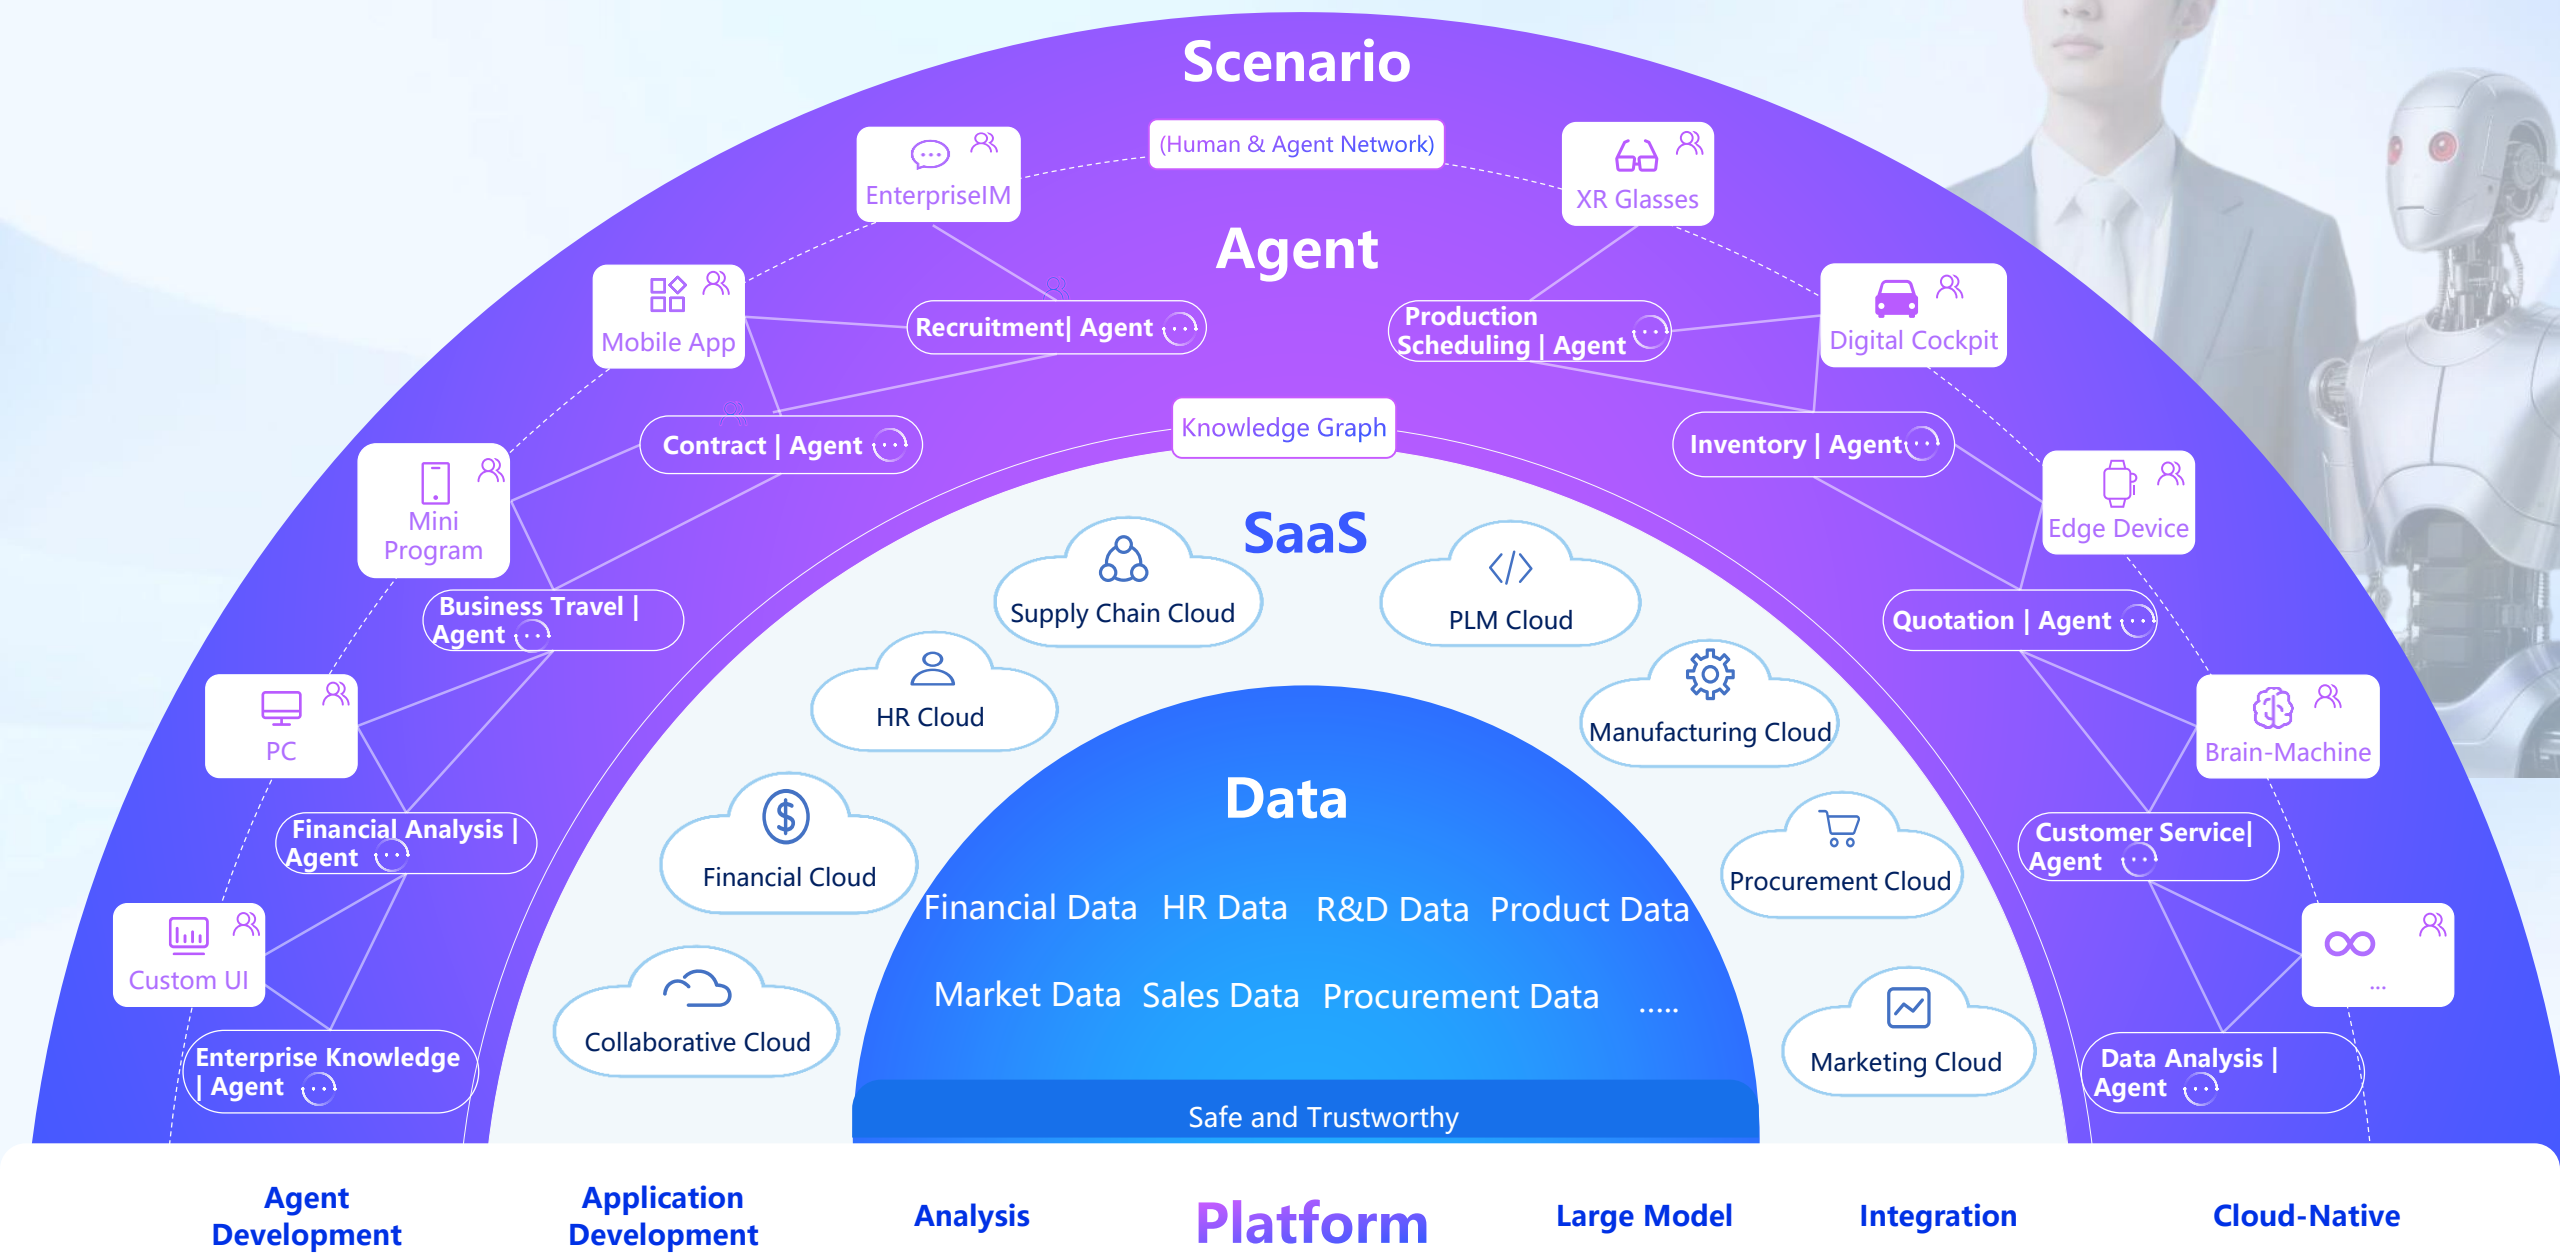 Scenario
(Human & Agent Network)
EnterpriseIM
XR Glasses
Agent
Mobile App
Recruitment| Agent
Production
Scheduling | Agent
Digital Cockpit
Knowledge Graph
Contract | Agent
Inventory | Agent
Mini
Program
Edge Device
SaaS
Supply Chain Cloud
PLM Cloud
Business Travel |
Agent
Quotation | Agent
HR Cloud
Manufacturing Cloud
PC
Brain-Machine
Data
Financial Analysis |
Agent
Customer Service|
Agent
Financial Cloud
Procurement Cloud
Financial Data HR Data R&D Data Product Data
Custom UI
...
Market Data Sales Data Procurement Data .....
Collaborative Cloud
Marketing Cloud
Enterprise Knowledge
| Agent
Data Analysis |
Agent
Safe and Trustworthy
Agent
Development
Application
Development
Analysis
Platform
Large Model
Integration
Cloud-Native